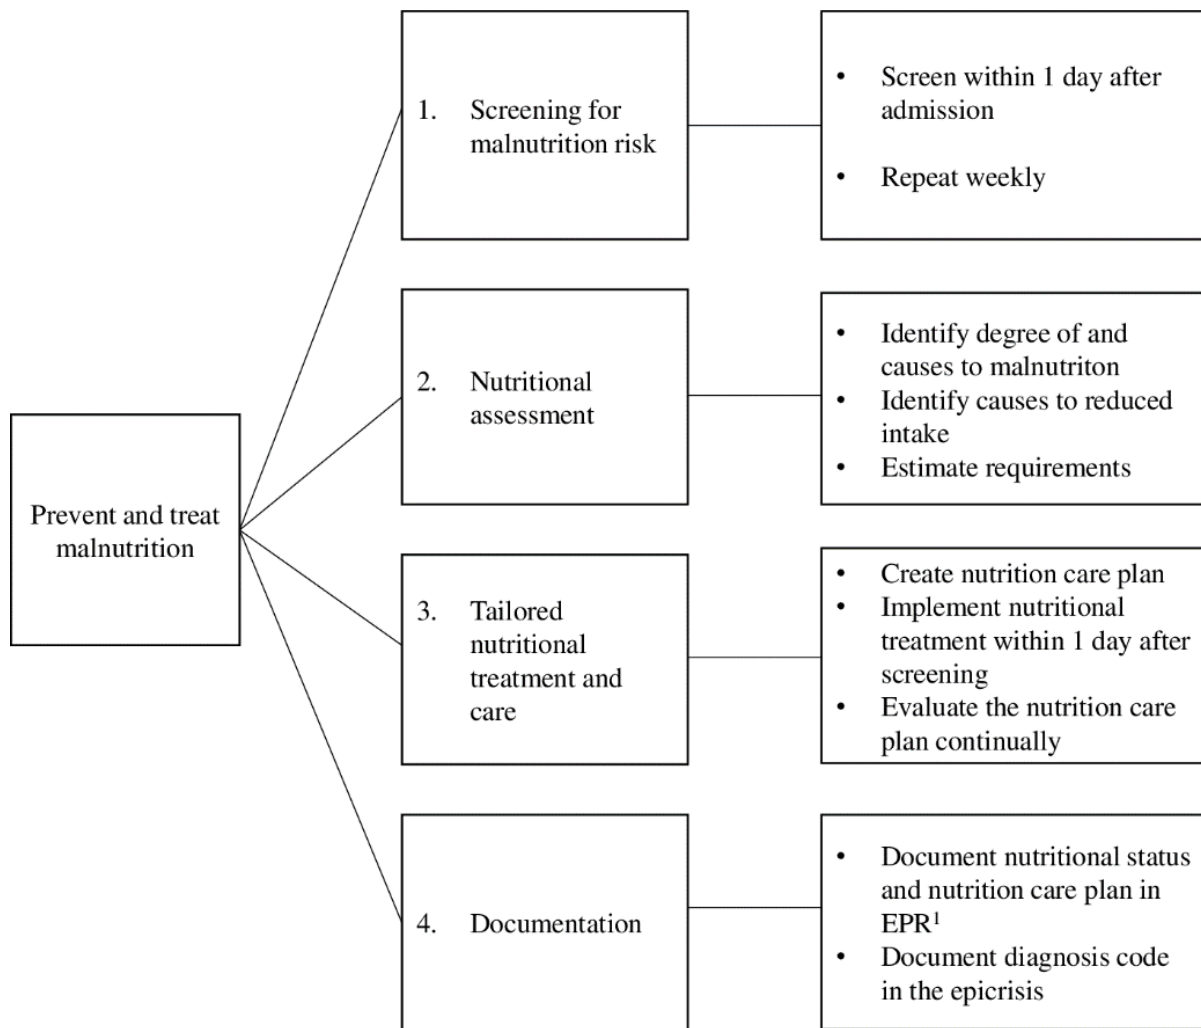 Prevent and treat
malnutrition
1. Screening for
malnutrition risk
• Screen within 1 day after
admission
• Repeat weekly
2. Nutritional
assessment
• Identify degree of and
causes to malnutriton
• Identify causes to reduced
intake
• Estimate requirements
3. Tailored
nutritional
treatment and
care
• Create nutrition care plan
• Implement nutritional
treatment within 1 day after
screening
• Evaluate the nutrition care
plan continually
4. Documentation
• Document nutritional status
and nutrition care plan in
EPR¹
• Document diagnosis code
in the epicrisis